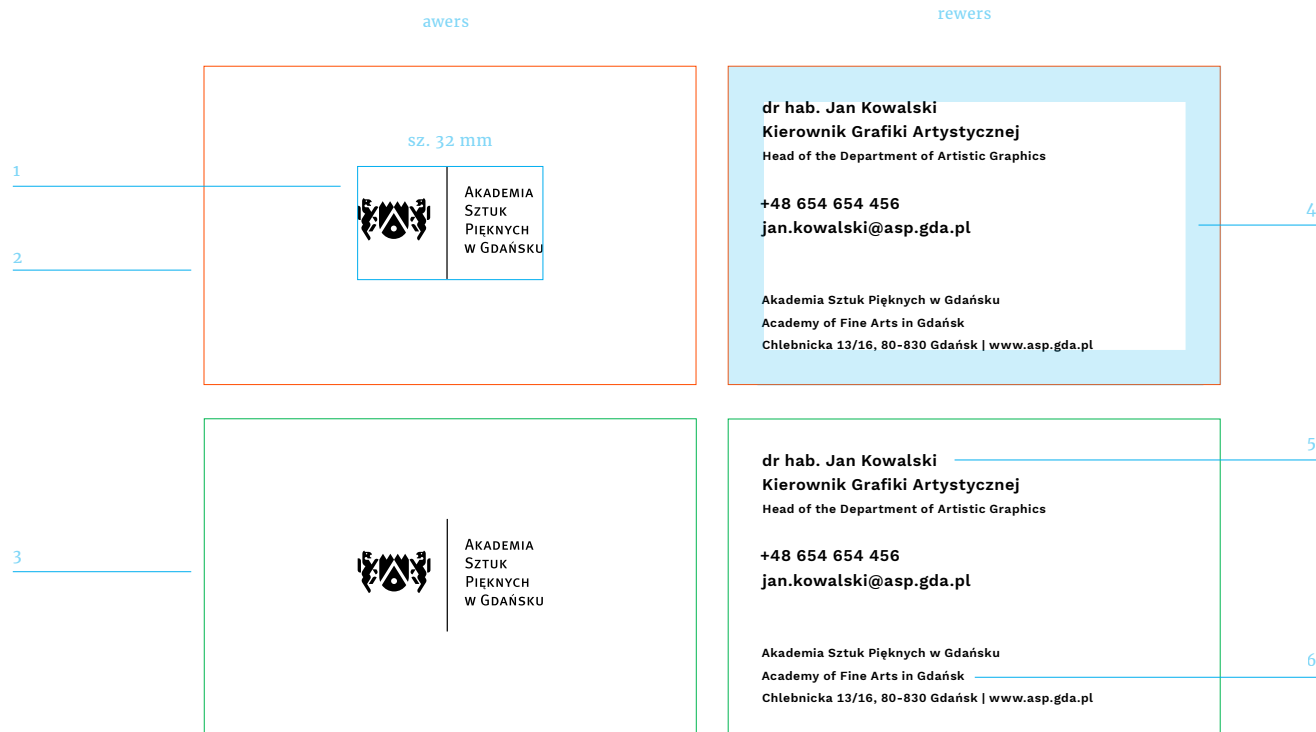 awers
rewers
sz. 32 mm
1
2
Akademia
Sztuk
Pięknych
w Gdańsku
dr hab. Jan Kowalski
Kierownik Grafiki Artystycznej
Head of the Department of Artistic Graphics
+48 654 654 456
jan.kowalski@asp.gda.pl
Akademia Sztuk Pięknych w Gdańsku
Academy of Fine Arts in Gdańsk
Chlebnicka 13/16, 80-830 Gdańsk | www.asp.gda.pl
4
3
Akademia
Sztuk
Pięknych
w Gdańsku
dr hab. Jan Kowalski
Kierownik Grafiki Artystycznej
Head of the Department of Artistic Graphics
+48 654 654 456
jan.kowalski@asp.gda.pl
Akademia Sztuk Pięknych w Gdańsku
Academy of Fine Arts in Gdańsk
Chlebnicka 13/16, 80-830 Gdańsk | www.asp.gda.pl
5
6